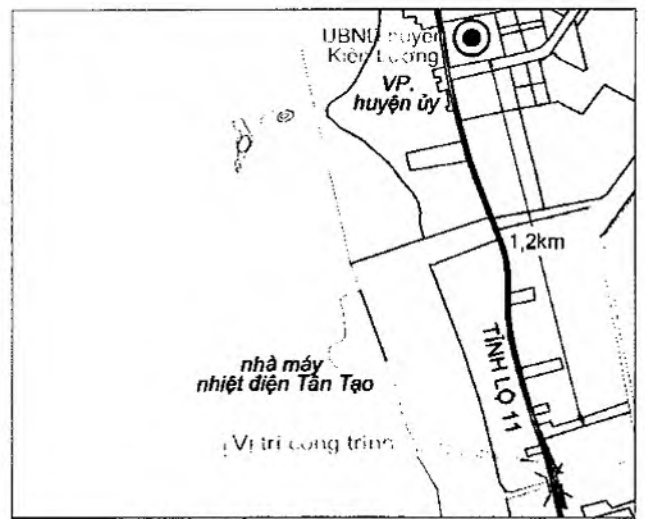 UBND huyện
Kiên Lương
VP.
huyện ủy
1,2km
TỈNH LỘ 11
nhà máy
nhiệt điện Tân Tạo
Vị trí công trình